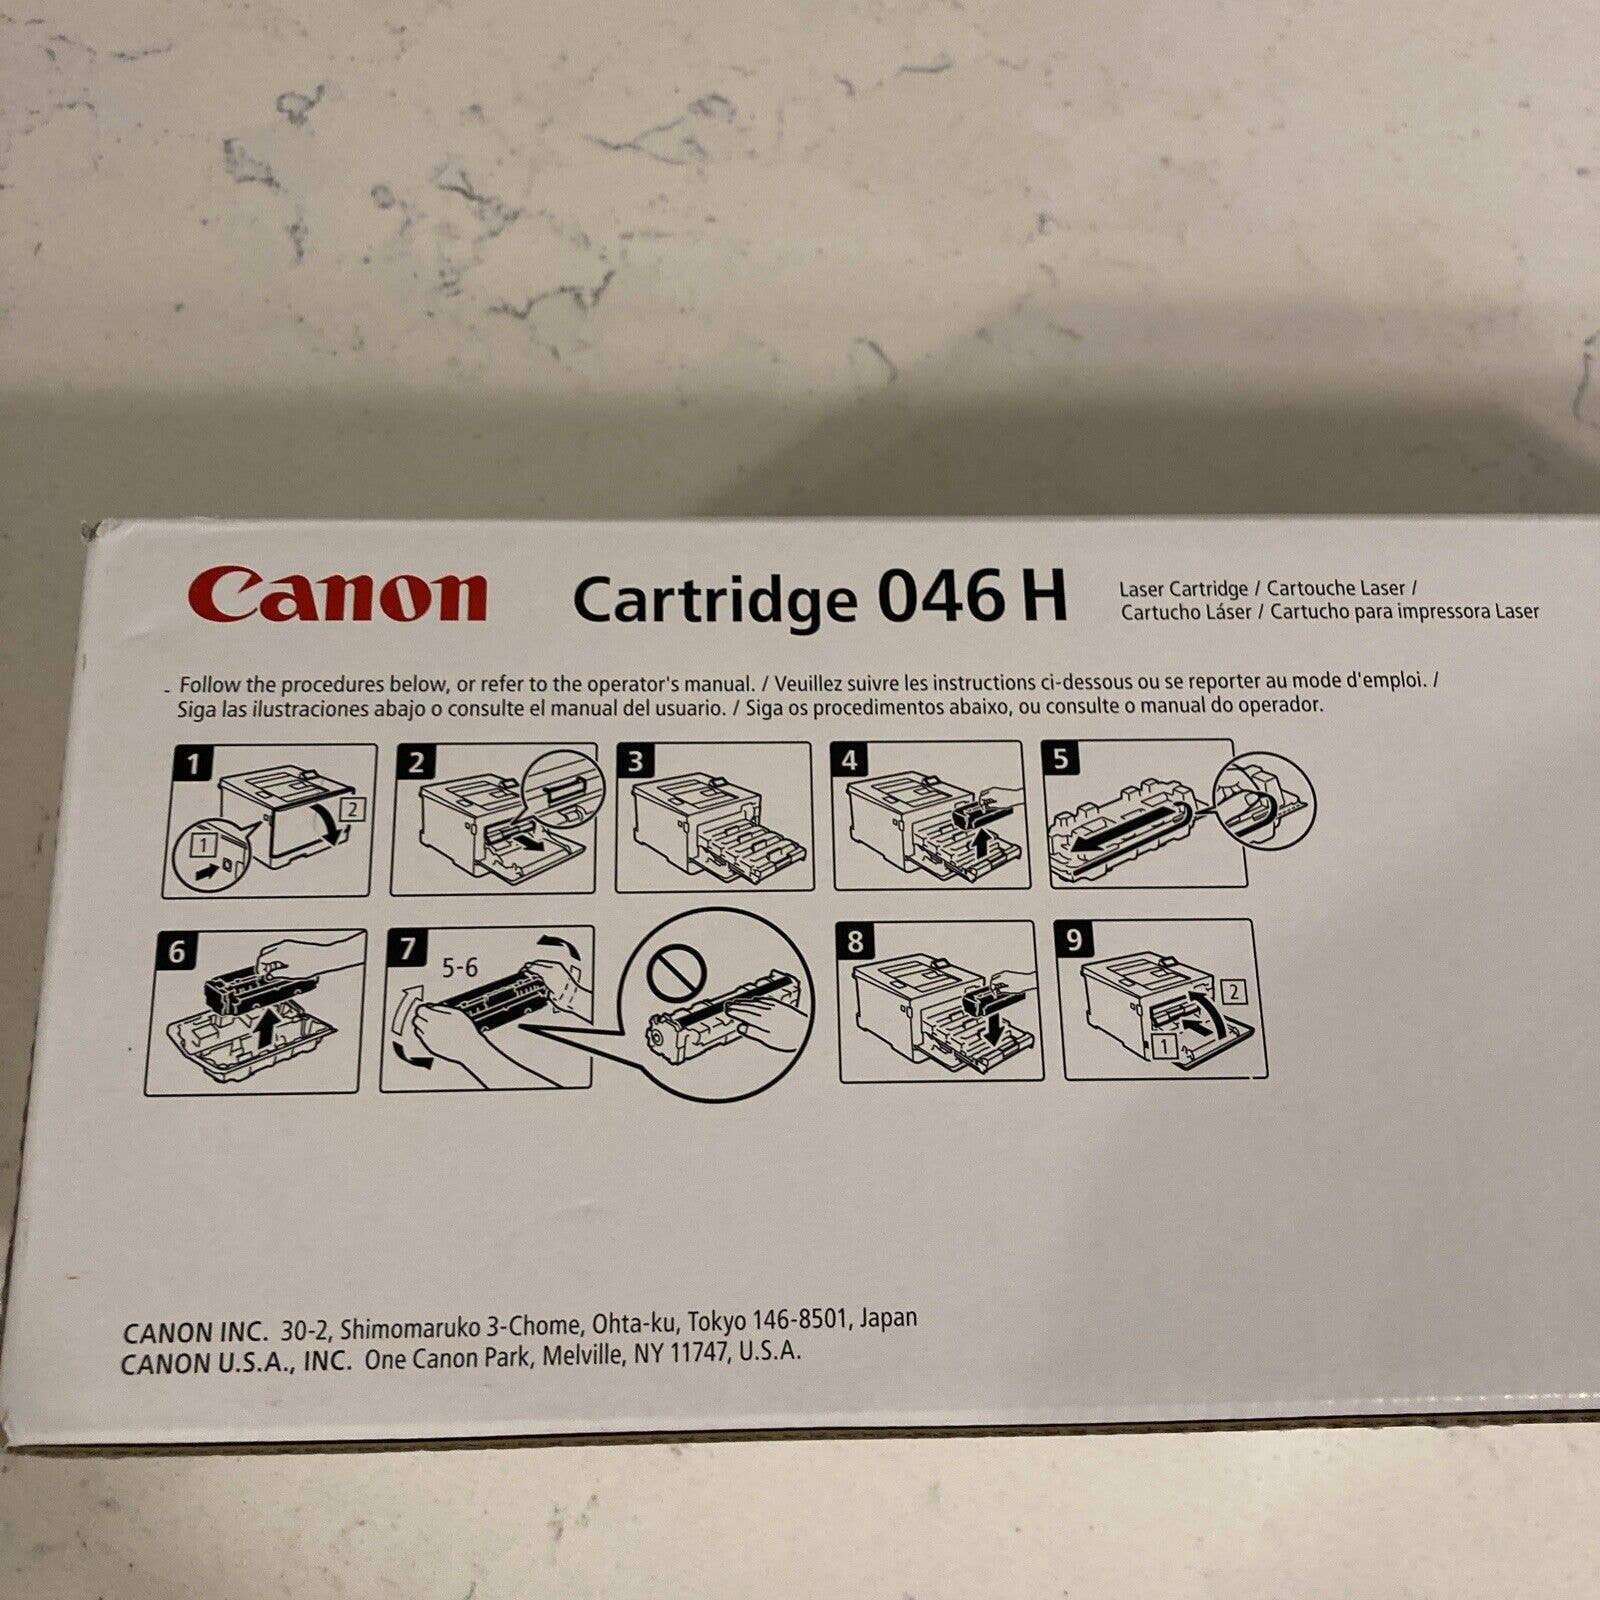 Canon Cartridge 046 H
Laser Cartridge / Cartouche Laser /
Cartucho Láser / Cartucho para impressora Laser
- Follow the procedures below, or refer to the operator's manual. / Veuillez suivre les instructions ci-dessous ou se reporter au mode d'emploi. /
Siga las ilustraciones abajo o consulte el manual del usuario. / Siga os procedimentos abaixo, ou consulte o manual do operador.
1
1
2
2
3
4
5
6
7
5-6
8
9
1
2
CANON INC. 30-2, Shimomaruko 3-Chome, Ohta-ku, Tokyo 146-8501, Japan
CANON U.S.A., INC. One Canon Park, Melville, NY 11747, U.S.A.